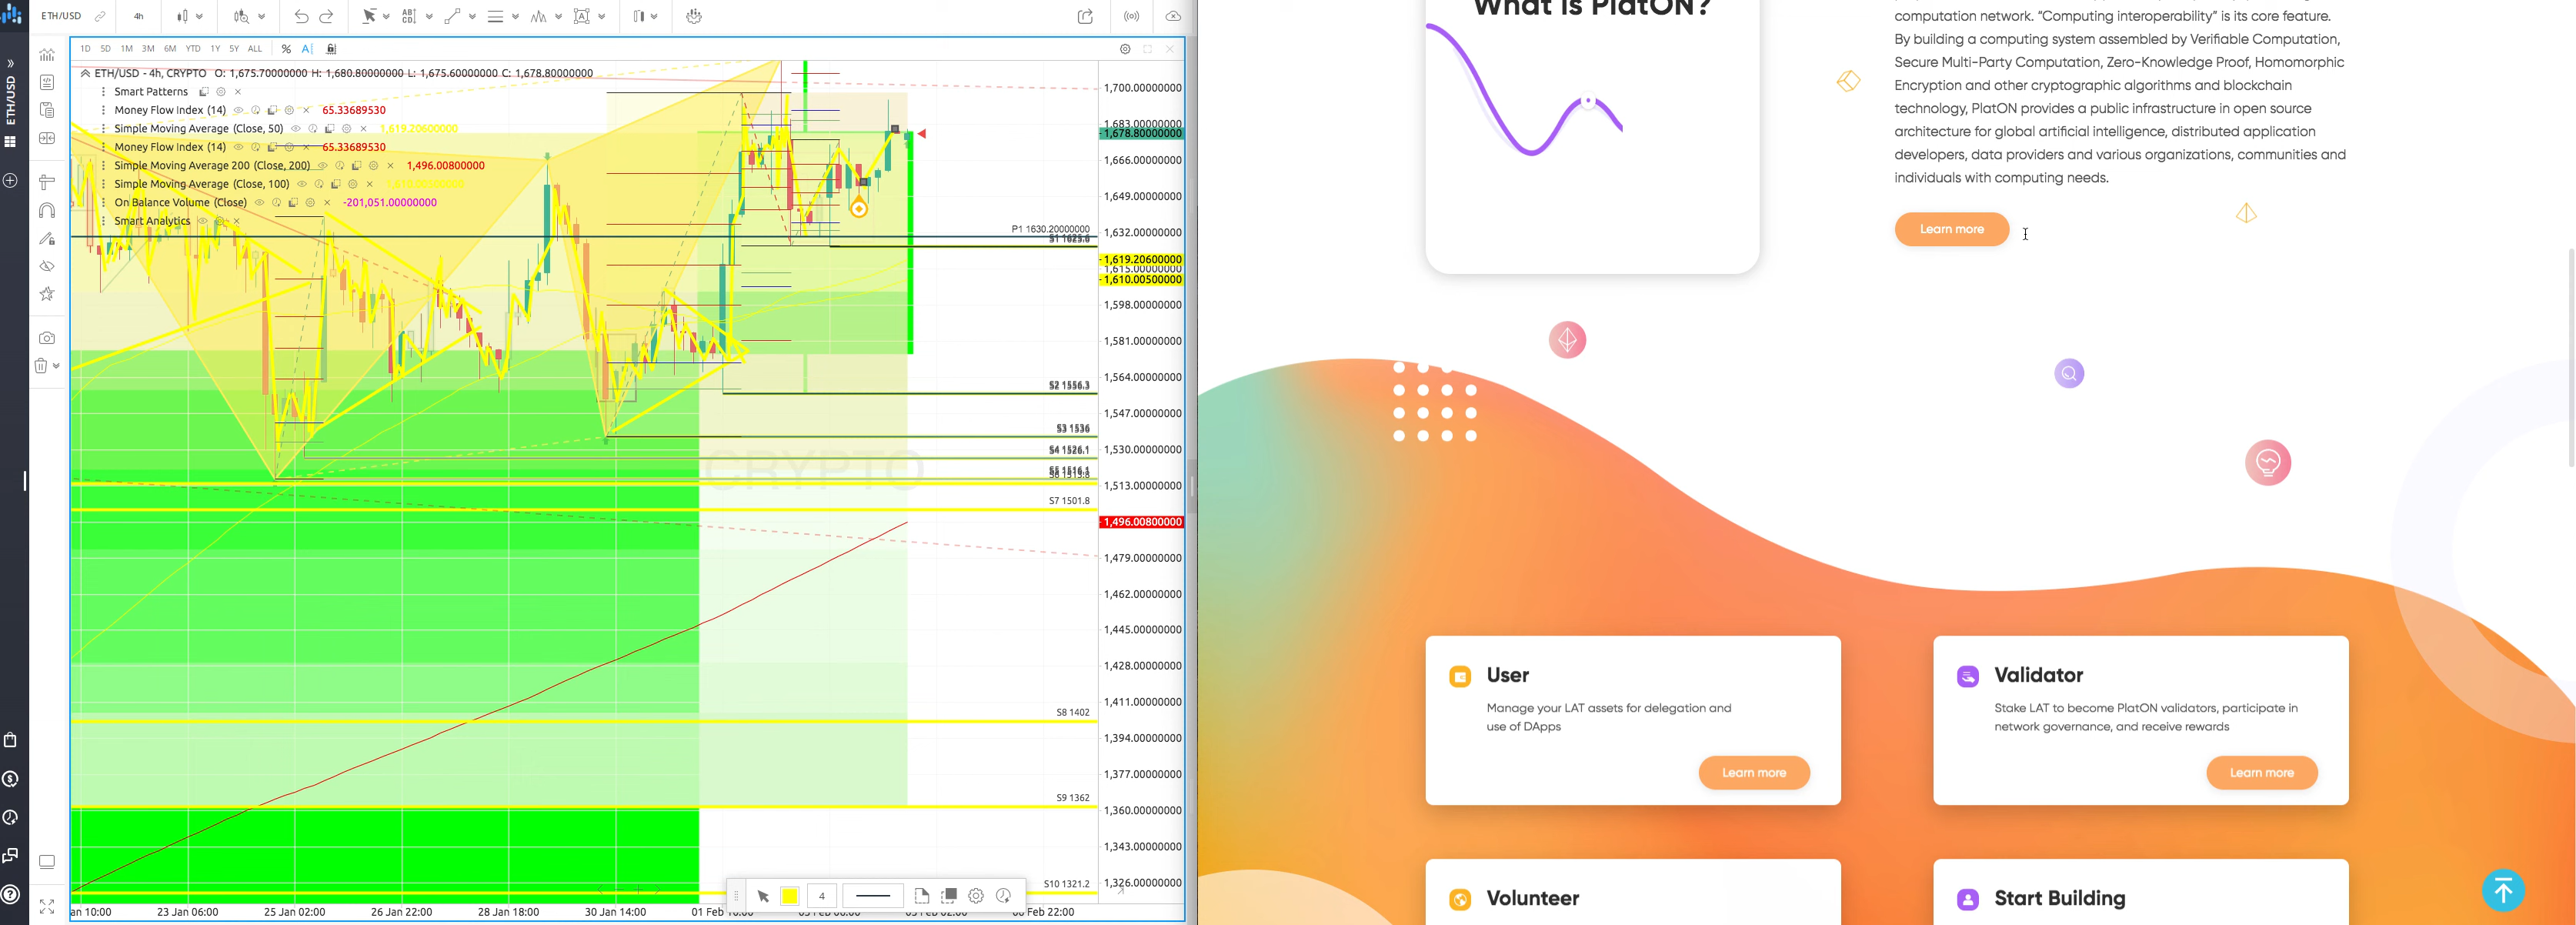 ETH/USD
4h
1D 5D 1M 3M 6M YTD 1Y 5Y ALL
ETH/USD - 4h, CRYPTO O: 1,675.70000000 H: 1,680.80000000 L: 1,675.60000000 C: 1,678.80000000
Smart Patterns
Money Flow Index (14) 65.33689530
Simple Moving Average (Close, 50) 1,619.20600000
Money Flow Index (14) 65.33689530
Simple Moving Average 200 (Close, 200) 1,496.00800000
Simple Moving Average (Close, 100)
On Balance Volume (Close) -201,051.00000000
Smart Analytics
ETH/USD
1,700.00000000
1,683.00000000
1,678.80000000
1,666.00000000
1,649.00000000
1,632.00000000
1,619.20600000
1,615.00000000
1,610.00500000
1,598.00000000
1,581.00000000
1,564.00000000
1,547.00000000
1,530.00000000
1,513.00000000
1,496.00800000
1,479.00000000
1,462.00000000
1,445.00000000
1,428.00000000
1,411.00000000
1,394.00000000
1,377.00000000
1,360.00000000
1,343.00000000
1,326.00000000
P1 1630.20000000
S2 1556.3
S3 1536
S4 1526.1
S5 1516.1
S7 1501.8
S8 1402
S9 1362
S10 1321.2
CRYPTO
4
an 10:00 23 Jan 06:00 25 Jan 02:00 26 Jan 22:00 28 Jan 18:00 30 Jan 14:00 01 Feb Feb 22:00
What is PlatON?
computation network. “Computing interoperability” is its core feature.
By building a computing system assembled by Verifiable Computation,
Secure Multi-Party Computation, Zero-Knowledge Proof, Homomorphic
Encryption and other cryptographic algorithms and blockchain
technology, PlatON provides a public infrastructure in open source
architecture for global artificial intelligence, distributed application
developers, data providers and various organizations, communities and
individuals with computing needs.
Learn more
User
Manage your LAT assets for delegation and
use of DApps
Learn more
Validator
Stake LAT to become PlatON validators, participate in
network governance, and receive rewards
Learn more
Volunteer
Start Building